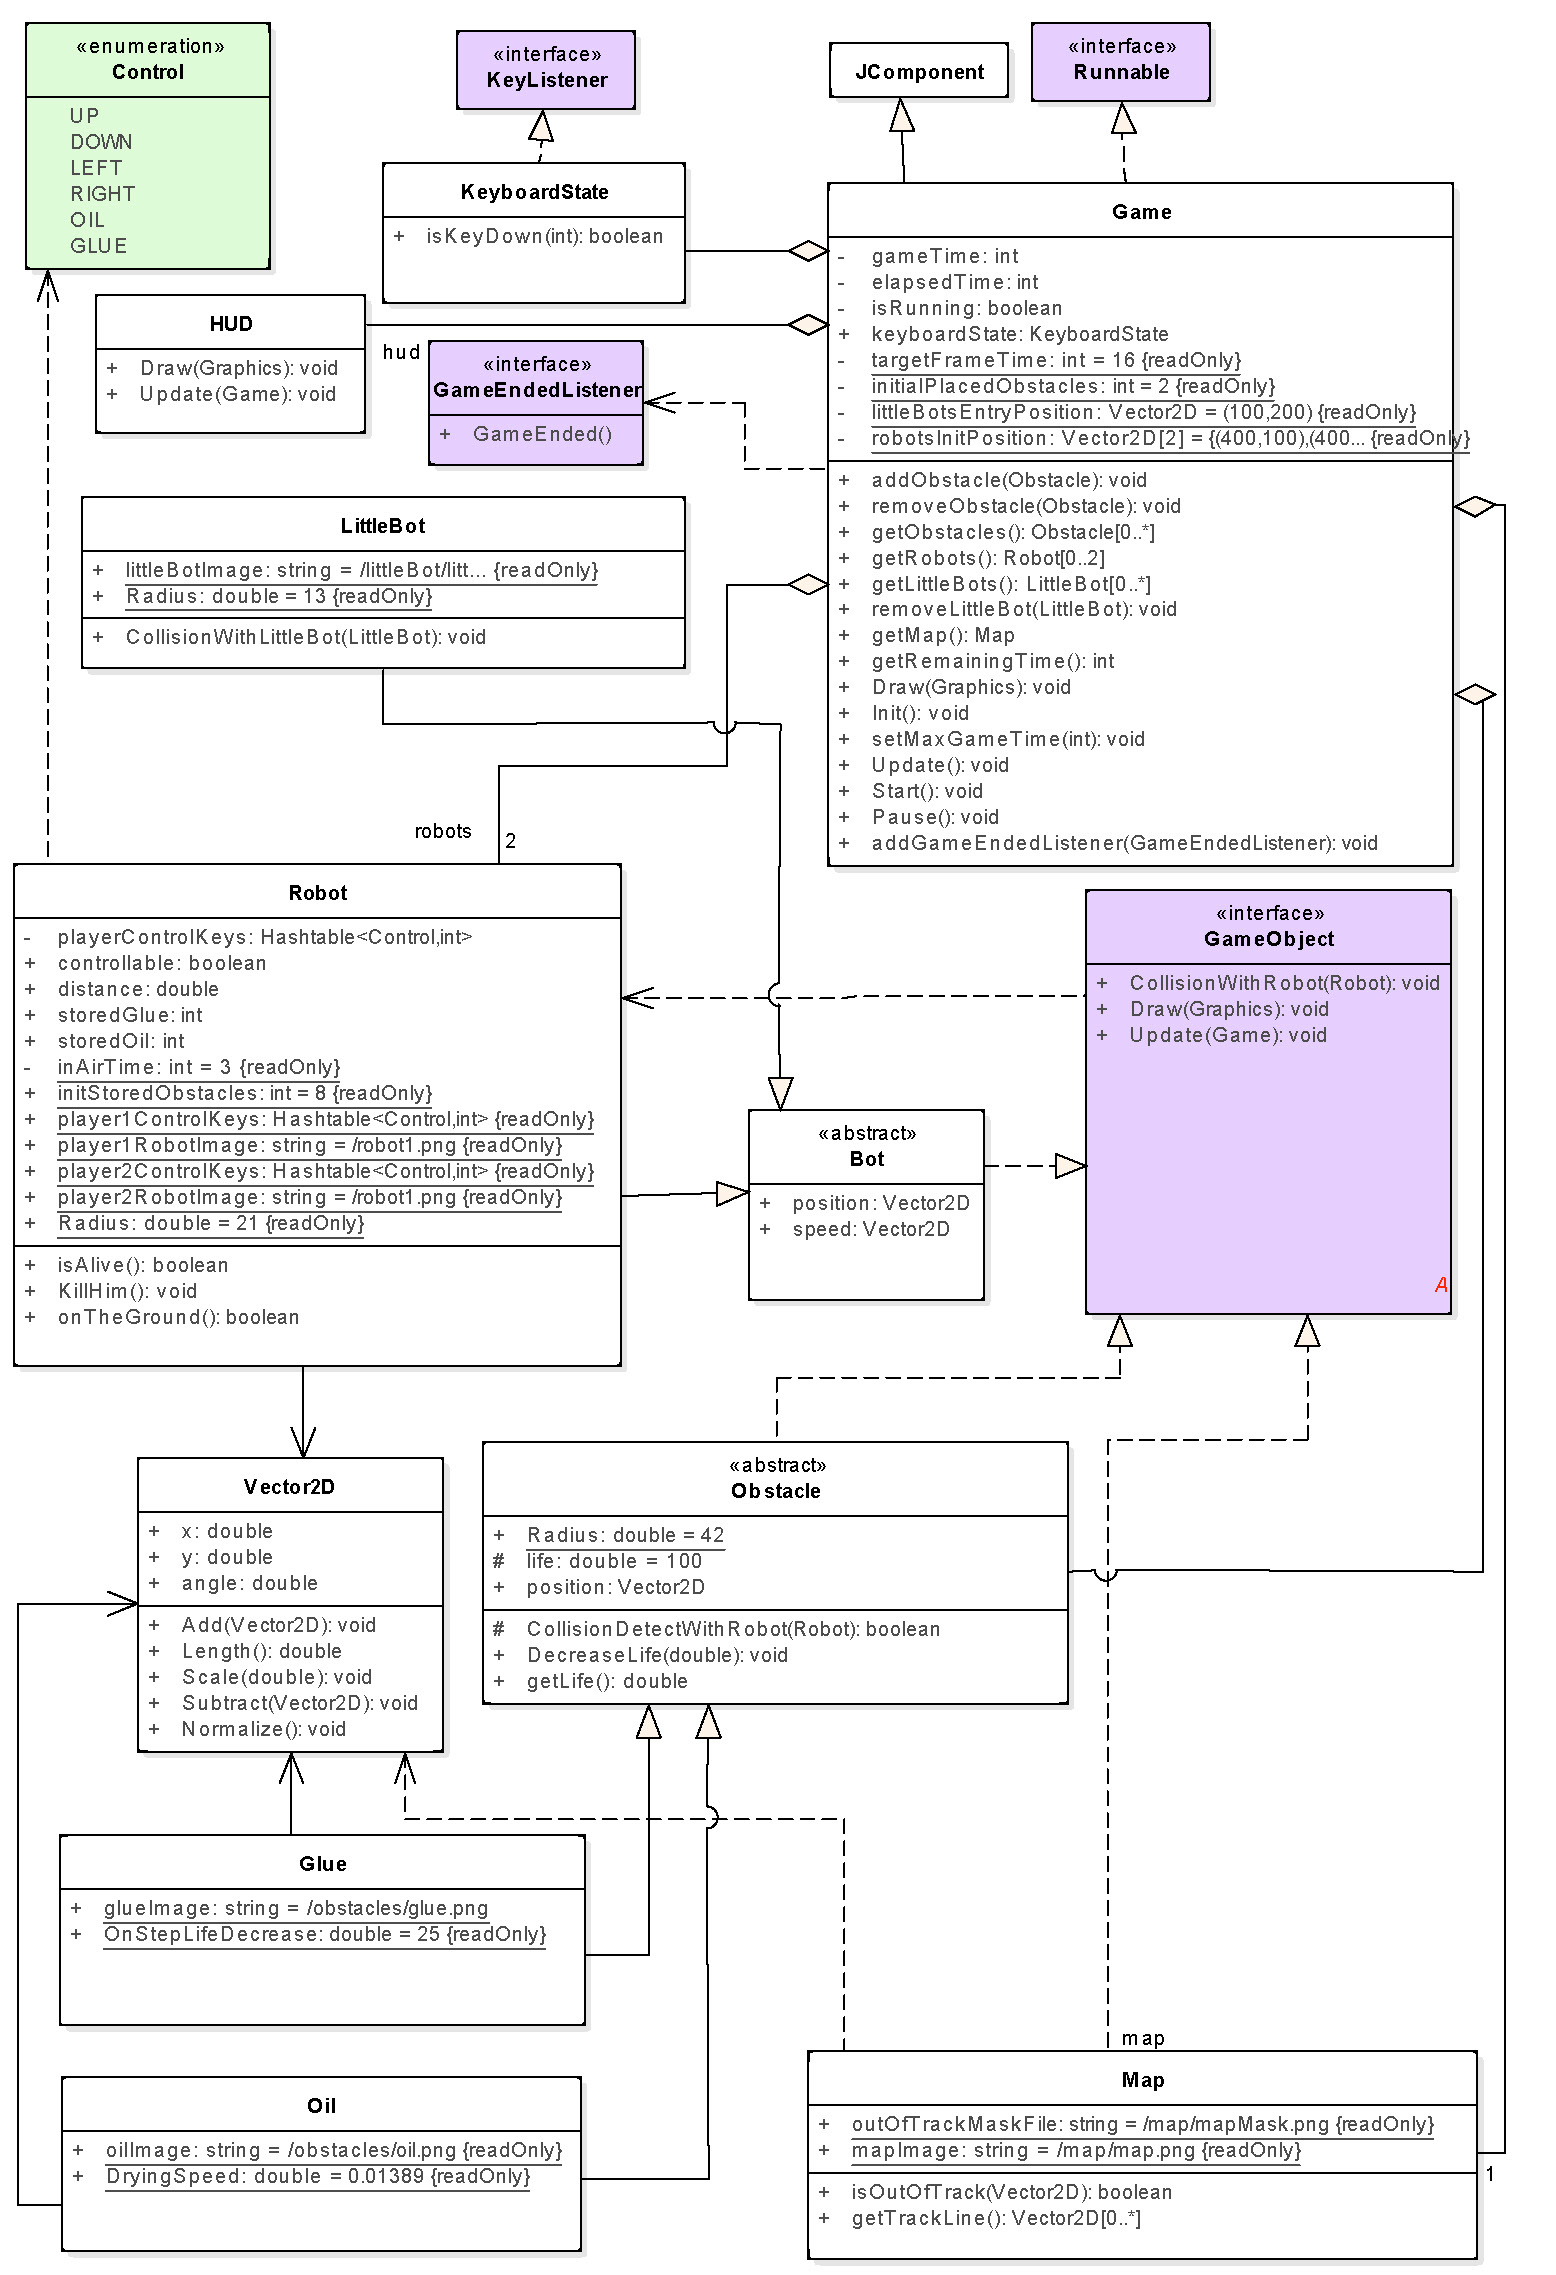 «enumeration»
Control
UP
DOWN
LEFT
RIGHT
OIL
GLUE
«interface»
KeyListener
JComponent
«interface»
Runnable
KeyboardState
+ isKeyDown(int): boolean
HUD
+ Draw(Graphics): void
+ Update(Game): void
hud
«interface»
GameEndedListener
+ GameEnded()
Game
- gameTime: int
- elapsedTime: int
- isRunning: boolean
+ keyboardState: KeyboardState
- targetFrameTime: int = 16 {readOnly}
- initialPlacedObstacles: int = 2 {readOnly}
- littleBotsEntryPosition: Vector2D = (100,200) {readOnly}
- robotsInitPosition: Vector2D[2] = {(400,100),(400... {readOnly}
+ addObstacle(Obstacle): void
+ removeObstacle(Obstacle): void
+ getObstacles(): Obstacle[0..*]
+ getRobots(): Robot[0..2]
+ getLittleBots(): LittleBot[0..*]
+ removeLittleBot(LittleBot): void
+ getMap(): Map
+ getRemainingTime(): int
+ Draw(Graphics): void
+ Init(): void
+ setMaxGameTime(int): void
+ Update(): void
+ Start(): void
+ Pause(): void
+ addGameEndedListener(GameEndedListener): void
LittleBot
+ littleBotImage: string = /littleBot/litt... {readOnly}
+ Radius: double = 13 {readOnly}
+ CollisionWithLittleBot(LittleBot): void
robots
2
Robot
- playerControlKeys: Hashtable<Control,int>
+ controllable: boolean
+ distance: double
+ storedGlue: int
+ storedOil: int
- inAirTime: int = 3 {readOnly}
+ initStoredObstacles: int = 8 {readOnly}
+ player1ControlKeys: Hashtable<Control,int> {readOnly}
+ player1RobotImage: string = /robot1.png {readOnly}
+ player2ControlKeys: Hashtable<Control,int> {readOnly}
+ player2RobotImage: string = /robot1.png {readOnly}
+ Radius: double = 21 {readOnly}
+ isAlive(): boolean
+ KillHim(): void
+ onTheGround(): boolean
«interface»
GameObject
+ CollisionWithRobot(Robot): void
+ Draw(Graphics): void
+ Update(Game): void
A
«abstract»
Bot
+ position: Vector2D
+ speed: Vector2D
Vector2D
+ x: double
+ y: double
+ angle: double
+ Add(Vector2D): void
+ Length(): double
+ Scale(double): void
+ Subtract(Vector2D): void
+ Normalize(): void
«abstract»
Obstacle
+ Radius: double = 42
# life: double = 100
+ position: Vector2D
# CollisionDetectWithRobot(Robot): boolean
+ DecreaseLife(double): void
+ getLife(): double
Glue
+ glueImage: string = /obstacles/glue.png
+ OnStepLifeDecrease: double = 25 {readOnly}
Oil
+ oilImage: string = /obstacles/oil.png {readOnly}
+ DryingSpeed: double = 0.01389 {readOnly}
map
Map
+ outOfTrackMaskFile: string = /map/mapMask.png {readOnly}
+ mapImage: string = /map/map.png {readOnly}
+ isOutOfTrack(Vector2D): boolean
+ getTrackLine(): Vector2D[0..*]
1